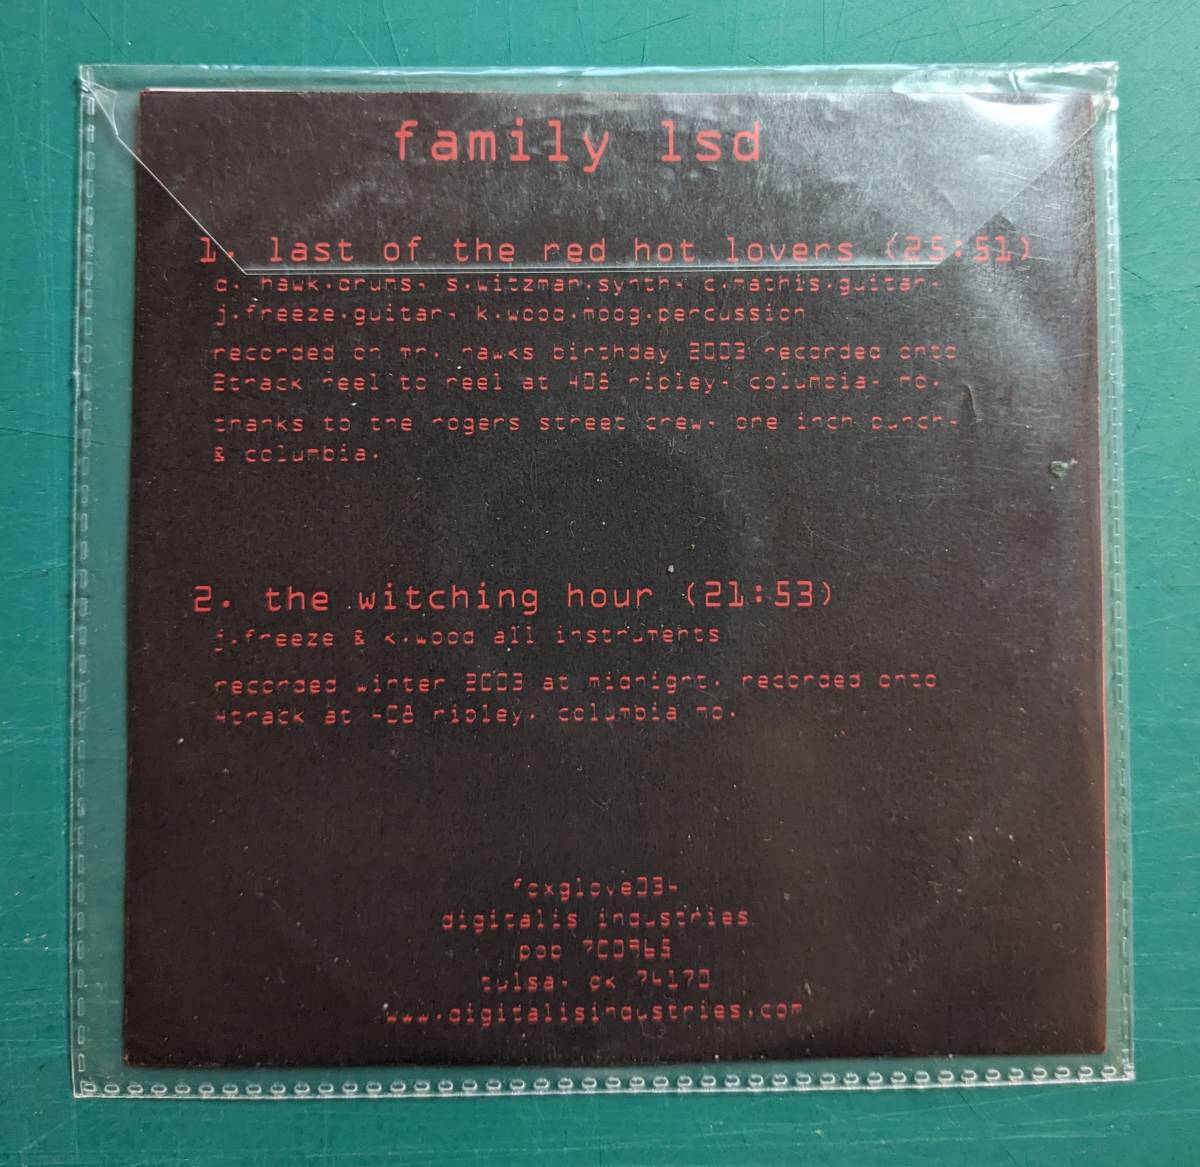 family lsd
1. last of the red hot lovers (25:51)
c. hawk.drums, s.witzman.synth, c.mathis.guitar,
j.freeze.guitar, k.wood.moog.percussion
recorded on mr. hawks birthday 2003 recorded onto
2track reel to reel at 408 ripley, columbia, mo.
thanks to the rogers street crew, one inch punch,
& columbia.
2. the witching hour (21:53)
j.freeze & k.wood all instruments
recorded winter 2003 at midnight, recorded onto
4track at 408 ripley, columbia mo.
digitalis industries
pob 700965
tulsa, ok 74170
www.digitalisindustries.com